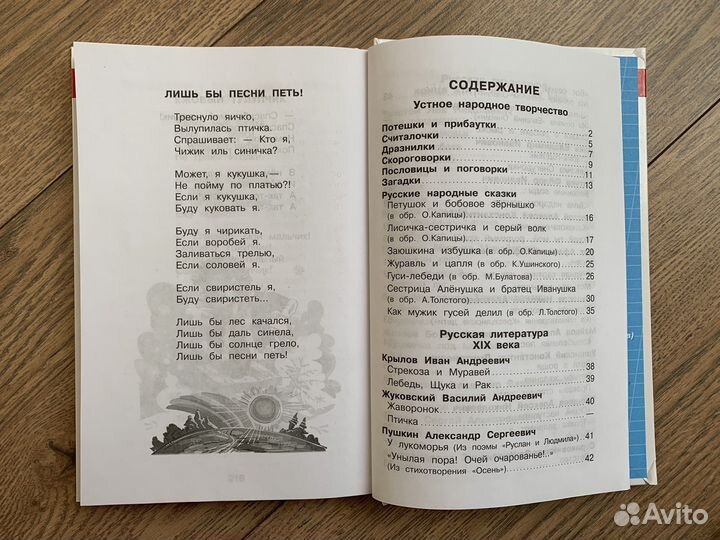 ЛИШЬ БЫ ПЕСНИ ПЕТЬ!
Треснуло яичко,
Вылупилась птичка.
Спрашивает: — Кто я,
Чижик иль синичка?
Может, я кукушка,—
Не пойму по платью?!
Если я кукушка,
Буду куковать я.
Буду я чирикать,
Если воробей я.
Заливаться трелью,
Если соловей я.
Если свиристель я,
Буду свиристеть...
Лишь бы лес качался,
Лишь бы даль синела,
Лишь бы солнце грело,
Лишь бы песни петь!
СОДЕРЖАНИЕ
Устное народное творчество
Потешки и прибаутки 2
Считалочки 5
Дразнилки 7
Скороговорки 9
Пословицы и поговорки 11
Загадки 13
Русские народные сказки
Петушок и бобовое зёрнышко
(в обр. О.Капицы) 16
Лисичка-сестричка и серый волк
(в обр. О.Капицы) 17
Заюшкина избушка (в обр. О.Капицы) 20
Журавль и цапля (в обр. К.Ушинского) 25
Гуси-лебеди (в обр. М.Булатова) 26
Сестрица Алёнушка и братец Иванушка
(в обр. А.Толстого) 30
Как мужик гусей делил (в обр. Л.Толстого) 35
Русская литература
XIX века
Крылов Иван Андреевич
Стрекоза и Муравей 38
Лебедь, Щука и Рак 39
Жуковский Василий Андреевич
Жаворонок 40
Птичка —
Пушкин Александр Сергеевич
У лукоморья (Из поэмы «Руслан и Людмила») 41
«Унылая пора! Очей очарованье!..»
(Из стихотворения «Осень») 42
Avito